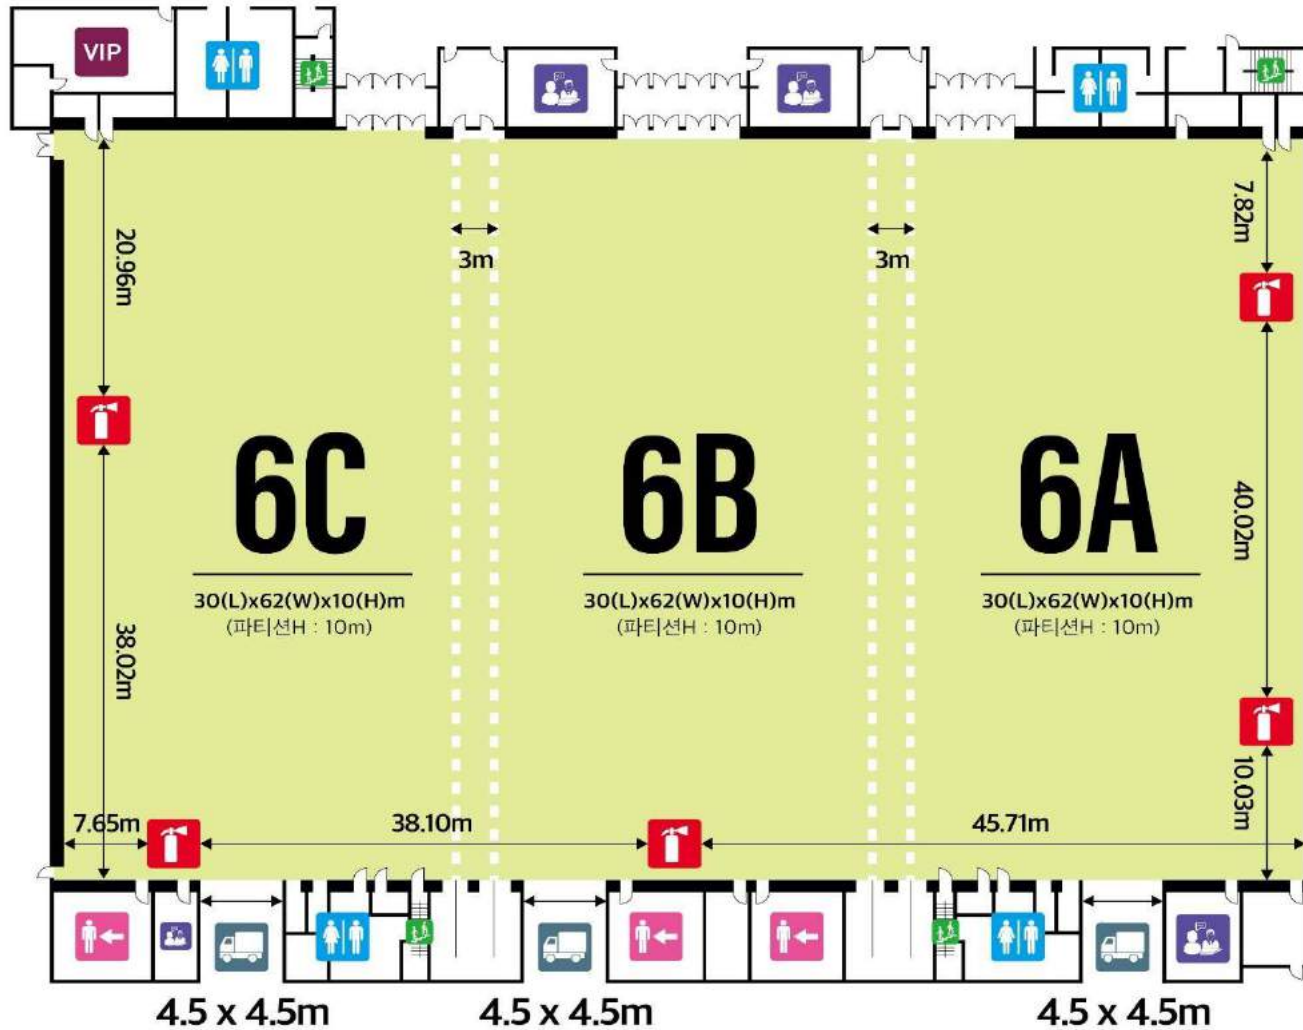 VIP
3m
3m
20.96m
7.82m
6C
6B
6A
30(L)x62(W)x10(H)m
(파티션H : 10m)
30(L)x62(W)x10(H)m
(파티션H : 10m)
30(L)x62(W)x10(H)m
(파티션H : 10m)
38.02m
40.02m
10.03m
7.65m
38.10m
45.71m
4.5 x 4.5m
4.5 x 4.5m
4.5 x 4.5m